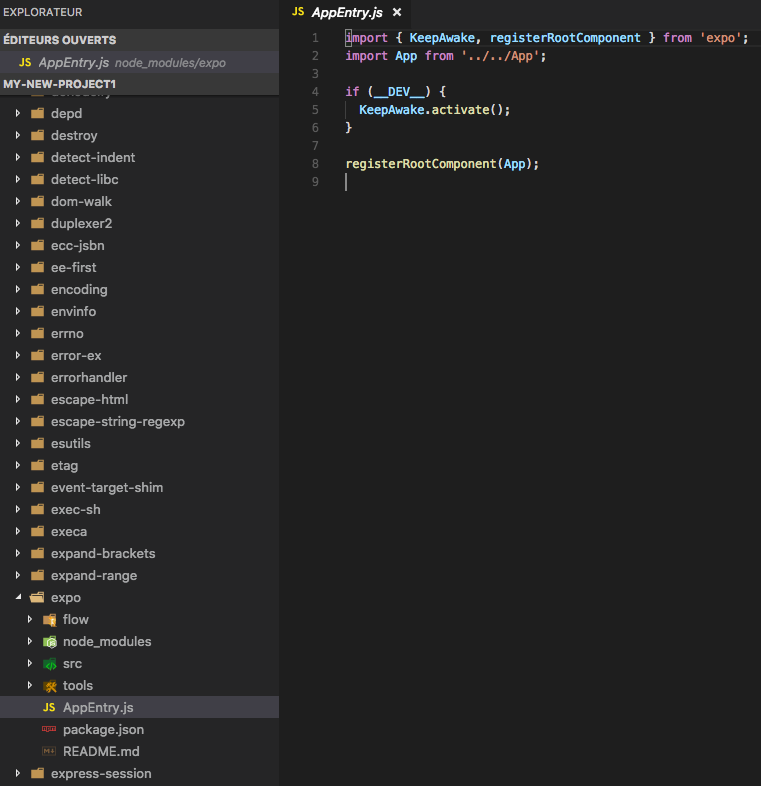 EXPLORATEUR
ÉDITEURS OUVERTS
JS AppEntry.js node_modules/expo
MY-NEW-PROJECT1
depd
destroy
detect-indent
detect-libc
dom-walk
duplexer2
ecc-jsbn
ee-first
encoding
envinfo
errno
error-ex
errorhandler
escape-html
escape-string-regexp
esutils
etag
event-target-shim
exec-sh
execa
expand-brackets
expand-range
expo
flow
node_modules
src
tools
JS AppEntry.js
package.json
README.md
express-session
JS AppEntry.js ×
1 import { KeepAwake, registerRootComponent } from 'expo';
2 import App from '../../App';
3
4 if (__DEV__) {
5 KeepAwake.activate();
6 }
7
8 registerRootComponent(App);
9